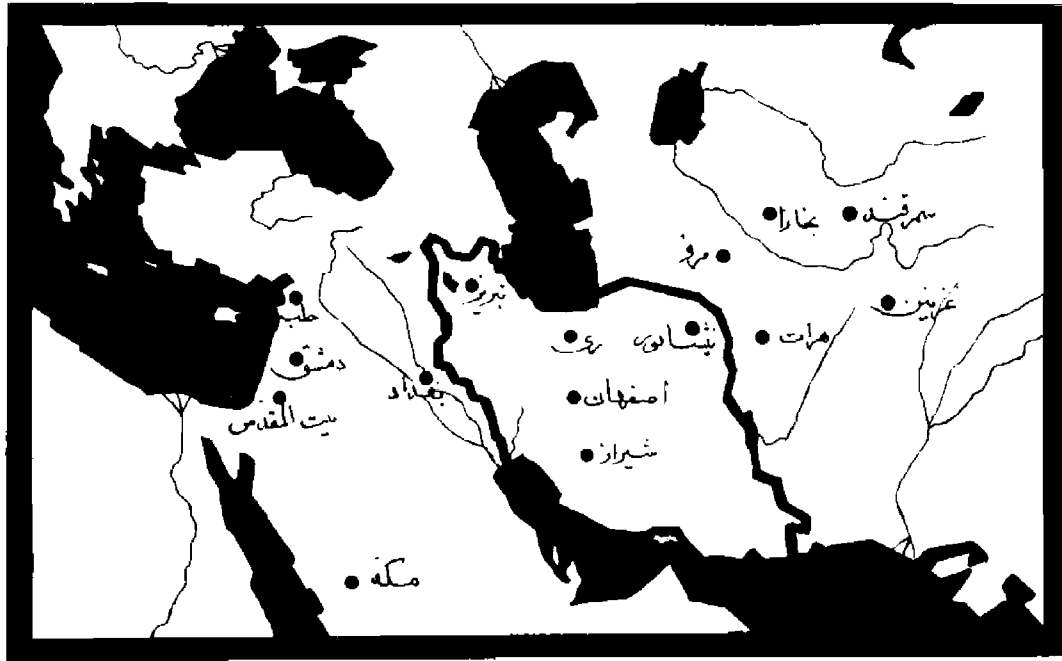 سمرقند
بخارا
مرو
غزنین
هرات
نیشابور
ری
تبریز
حلب
دمشق
بغداد
اصفهان
بیت المقدس
شیراز
مکه